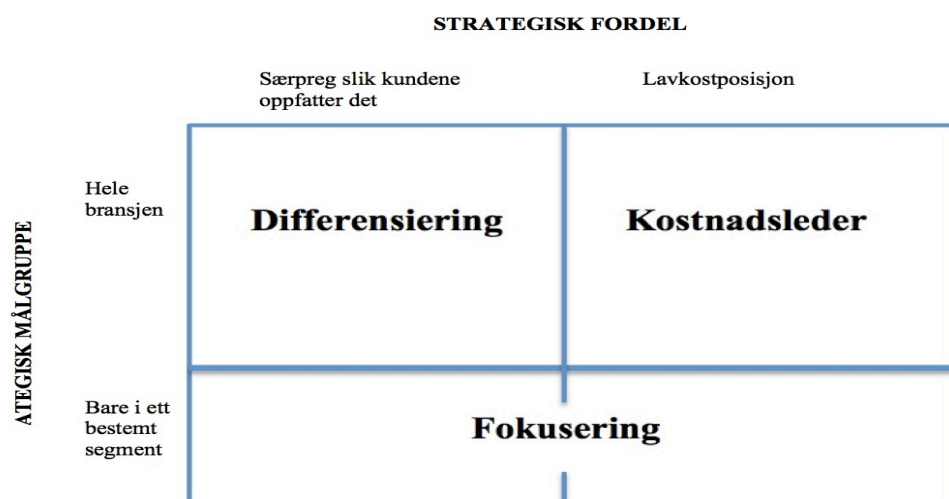 STRATEGISK FORDEL
Særpreg slik kundene
oppfatter det
Lavkostposisjon
Hele
bransjen
Differensiering
Kostnadsleder
ATEGISK MÅLGRUPPE
Bare i ett
bestemt
segment
Fokusering